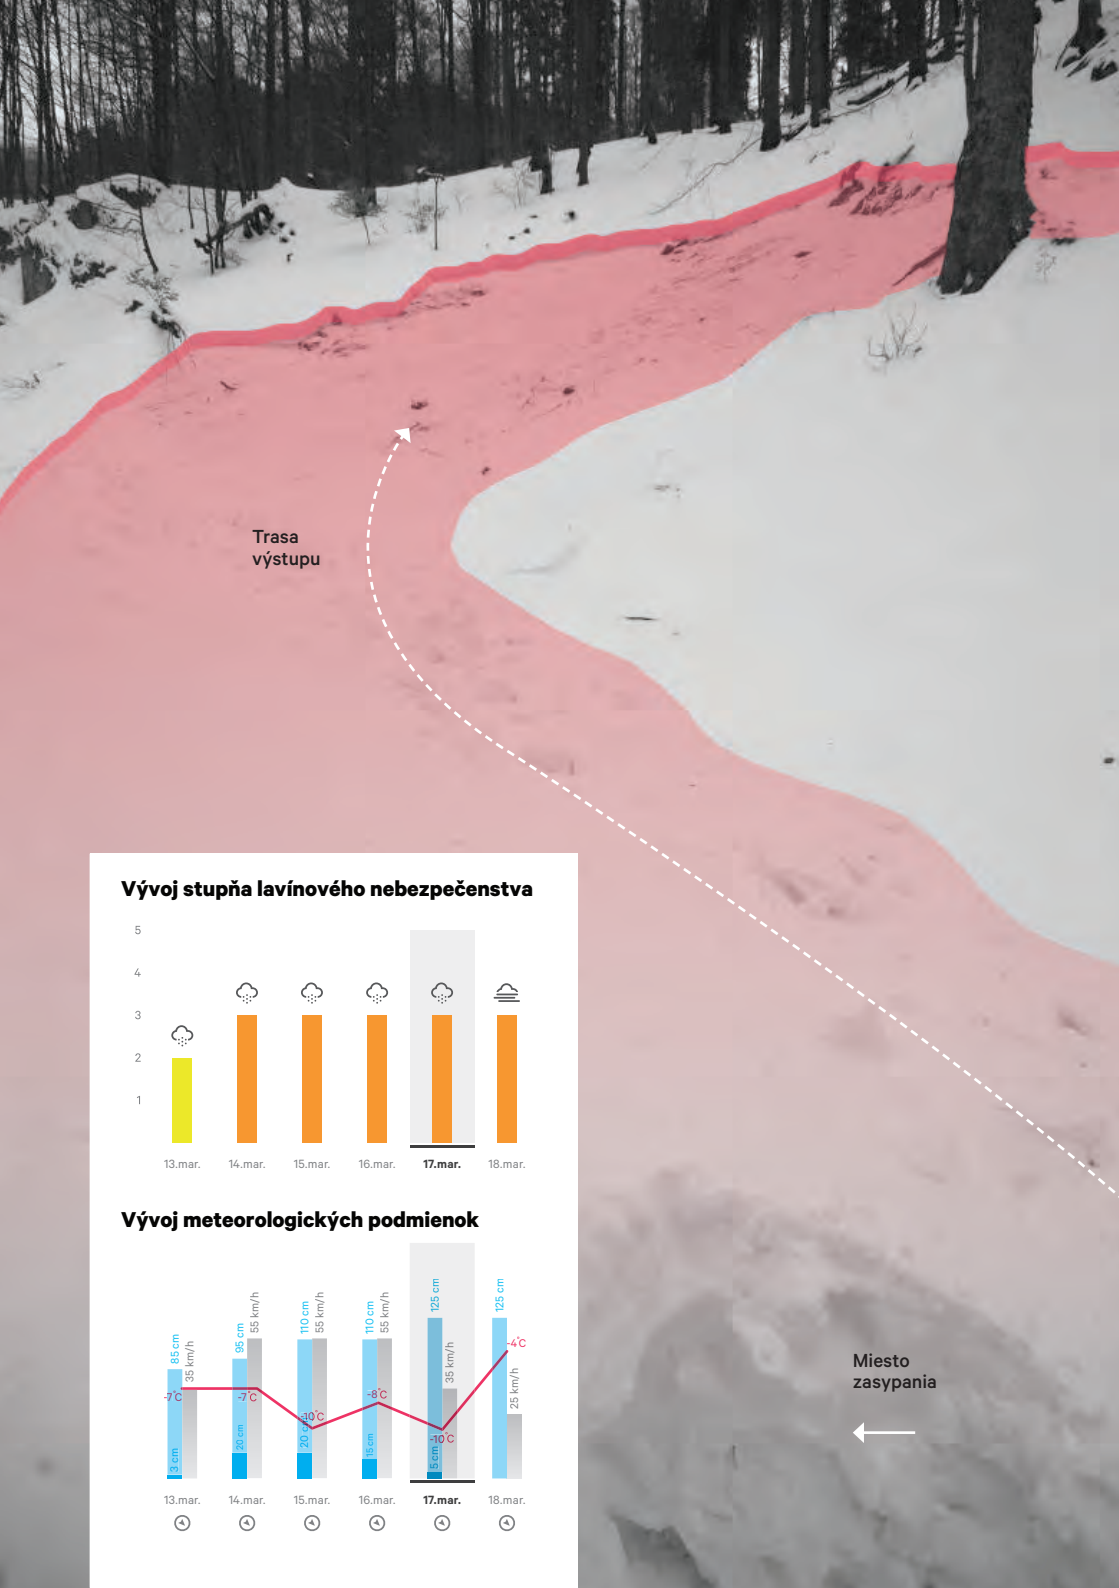 Trasa
výstupu
Vývoj stupňa lavínového nebezpečenstva
5
4
3
2
1
13.mar. 14.mar. 15.mar. 16.mar. 17.mar. 18.mar.
Vývoj meteorologických podmienok
85 cm 35 km/h 95 cm 55 km/h 110 cm 55 km/h 110 cm 55 km/h 125 cm 35 km/h 125 cm 25 km/h
-7°C -7°C -10°C -8°C -10°C -4°C
3 cm 20 cm 20 cm 15 cm 5 cm
13.mar. 14.mar. 15.mar. 16.mar. 17.mar. 18.mar.
Miesto
zasypania